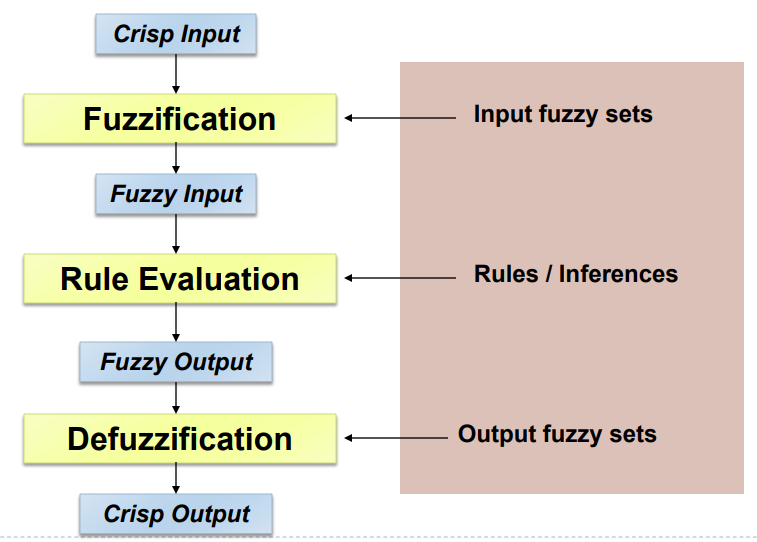 Crisp Input
Fuzzification
Input fuzzy sets
Fuzzy Input
Rule Evaluation
Rules / Inferences
Fuzzy Output
Defuzzification
Output fuzzy sets
Crisp Output